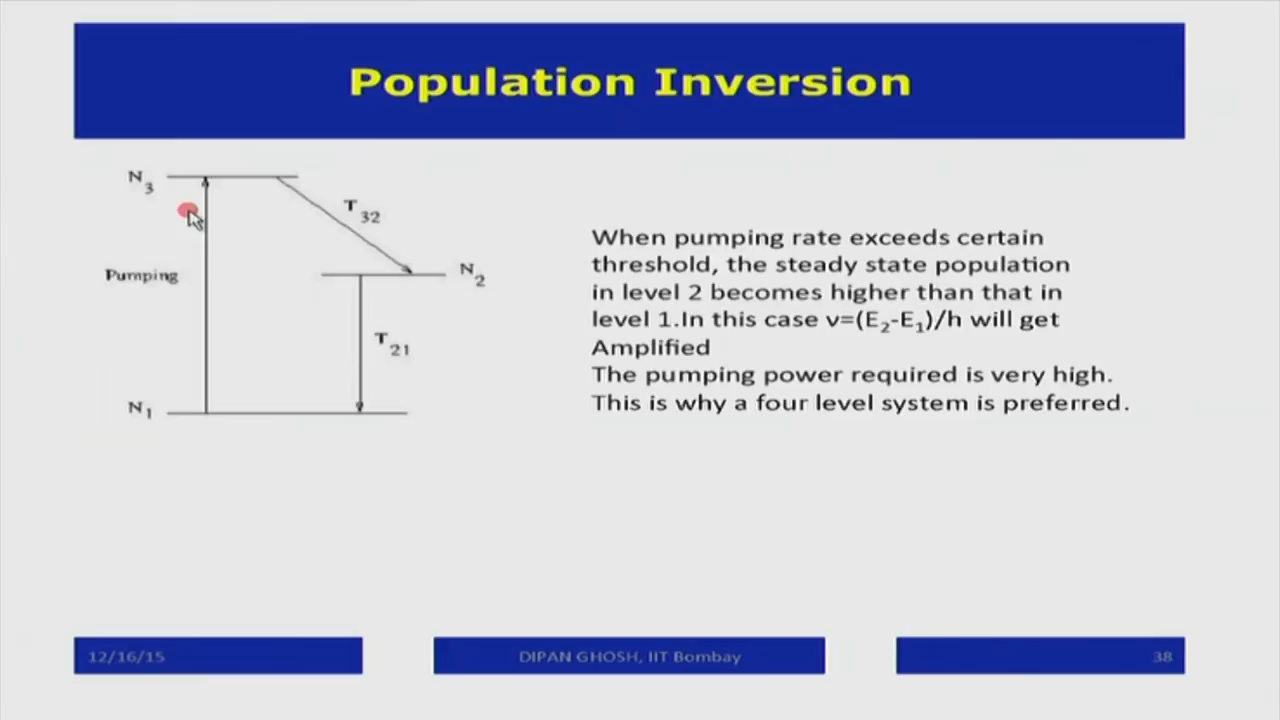 Population Inversion
N3
T32
Pumping
N2
T21
N1
When pumping rate exceeds certain
threshold, the steady state population
in level 2 becomes higher than that in
level 1.In this case ν=(E2-E1)/h will get
Amplified
The pumping power required is very high.
This is why a four level system is preferred.
12/16/15
DIPAN GHOSH, IIT Bombay
38